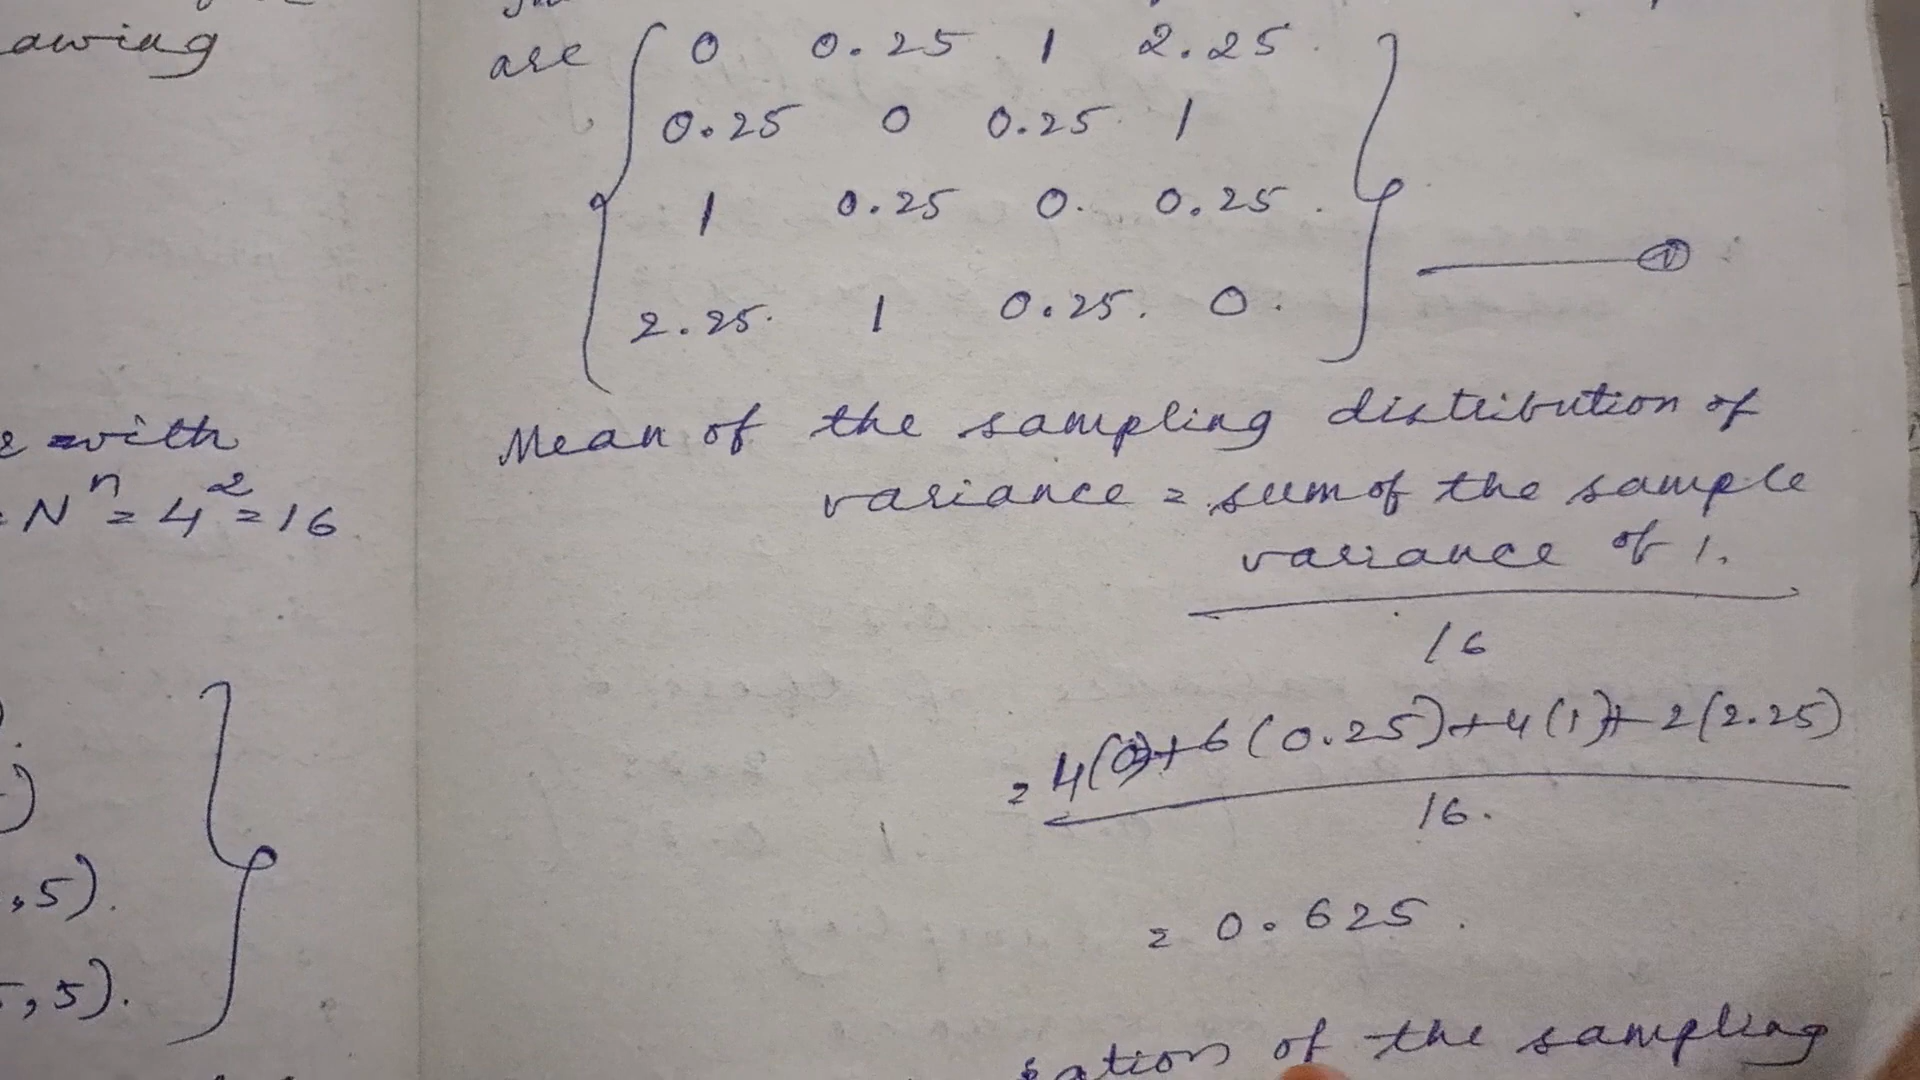 awing
e with
N^n = 4^2 = 16
,5).
5,5).
are { 0 0.25 1 2.25
0.25 0 0.25 1
1 0.25 0. 0.25
2.25. 1 0.25. 0. } ——— ①
Mean of the sampling distribution of
variance = sum of the sample
variance of 1.
16
= 4(0)+6(0.25)+4(1)+2(2.25)
16.
= 0.625.
of the sampling